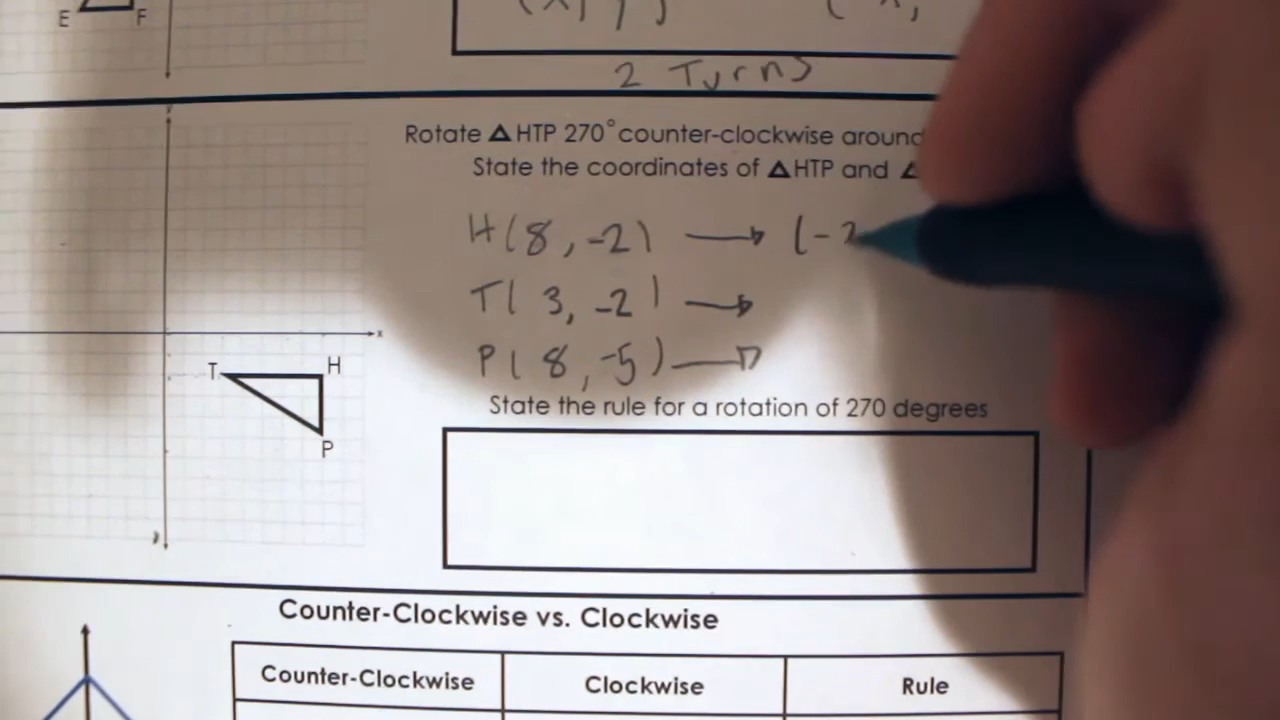 E F
2 Turns
y
Rotate △HTP 270° counter-clockwise around
State the coordinates of △HTP and △
H(8, -2) → (-2
T(3, -2) →
P(8, -5) →
x
T H
P
State the rule for a rotation of 270 degrees
Counter-Clockwise vs. Clockwise
Counter-Clockwise Clockwise Rule